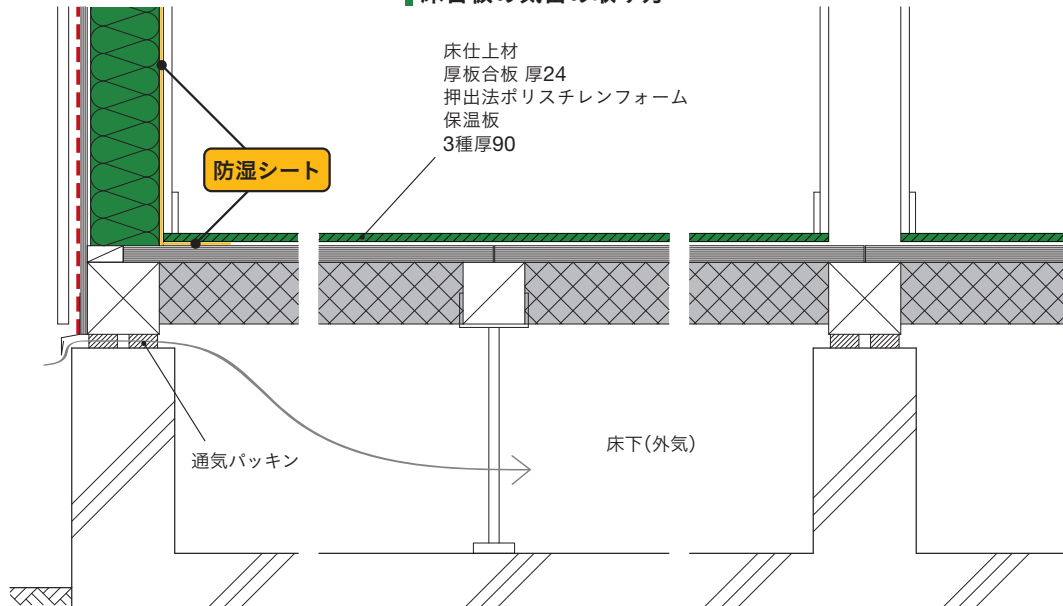 床仕上材
厚板合板 厚24
押出法ポリスチレンフォーム
保温板
3種厚90
防湿シート
通気パッキン
床下(外気)